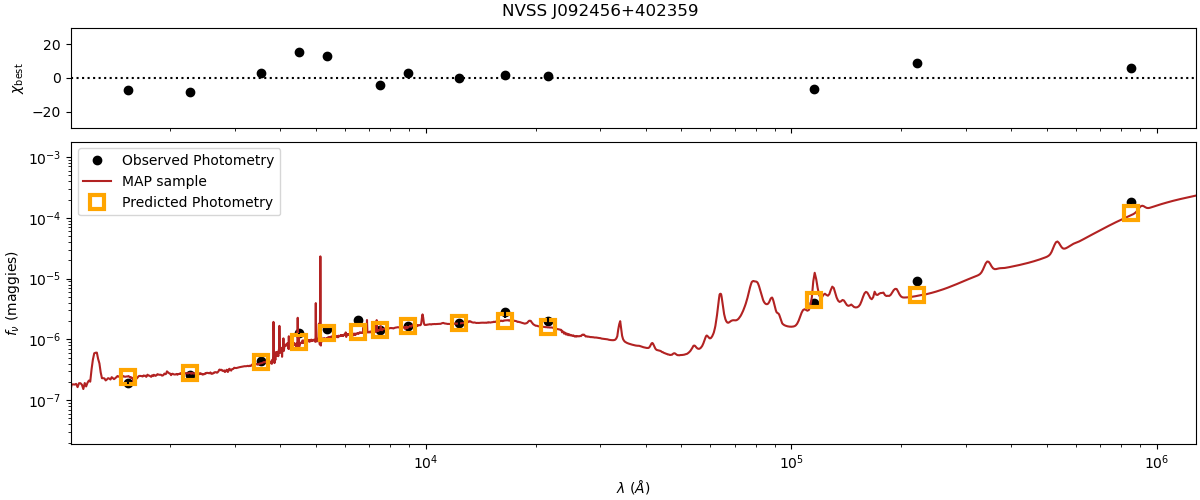 NVSS J092456+402359
20
0
−20
χbest
10⁻³
10⁻⁴
10⁻⁵
10⁻⁶
10⁻⁷
fν (maggies)
Observed Photometry
MAP sample
Predicted Photometry
10⁴
10⁵
10⁶
λ (Å)